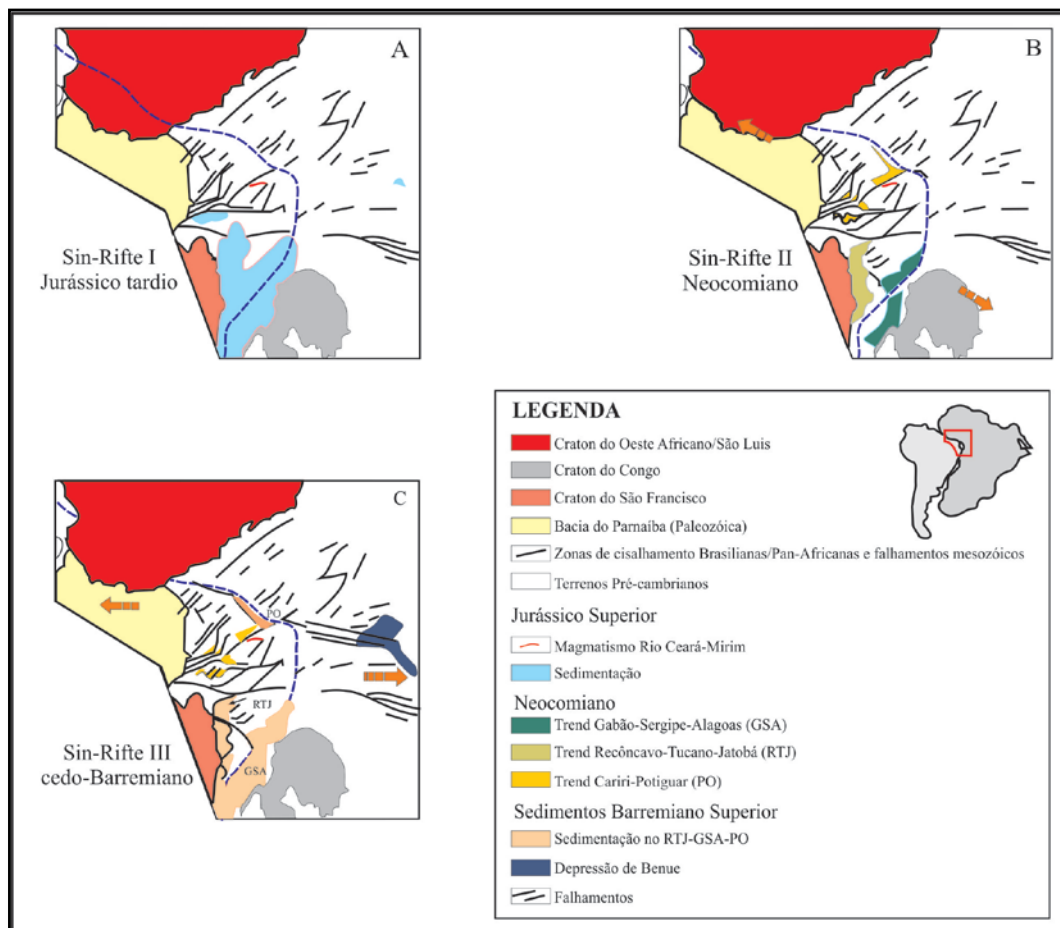 A
Sin-Rifte I
Jurássico tardio
B
Sin-Rifte II
Neocomiano
C
PO
RTJ
GSA
Sin-Rifte III
cedo-Barremiano
LEGENDA
Craton do Oeste Africano/São Luis
Craton do Congo
Craton do São Francisco
Bacia do Parnaíba (Paleozóica)
Zonas de cisalhamento Brasilianas/Pan-Africanas e falhamentos mesozóicos
Terrenos Pré-cambrianos
Jurássico Superior
Magmatismo Rio Ceará-Mirim
Sedimentação
Neocomiano
Trend Gabão-Sergipe-Alagoas (GSA)
Trend Recôncavo-Tucano-Jatobá (RTJ)
Trend Cariri-Potiguar (PO)
Sedimentos Barremiano Superior
Sedimentação no RTJ-GSA-PO
Depressão de Benue
Falhamentos